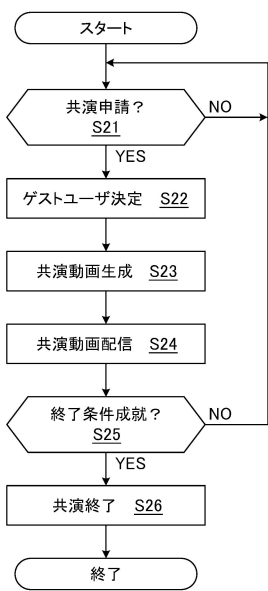 スタート
共演申請？
S21
NO
YES
ゲストユーザ決定 S22
共演動画生成 S23
共演動画配信 S24
終了条件成就？
S25
NO
YES
共演終了 S26
終了